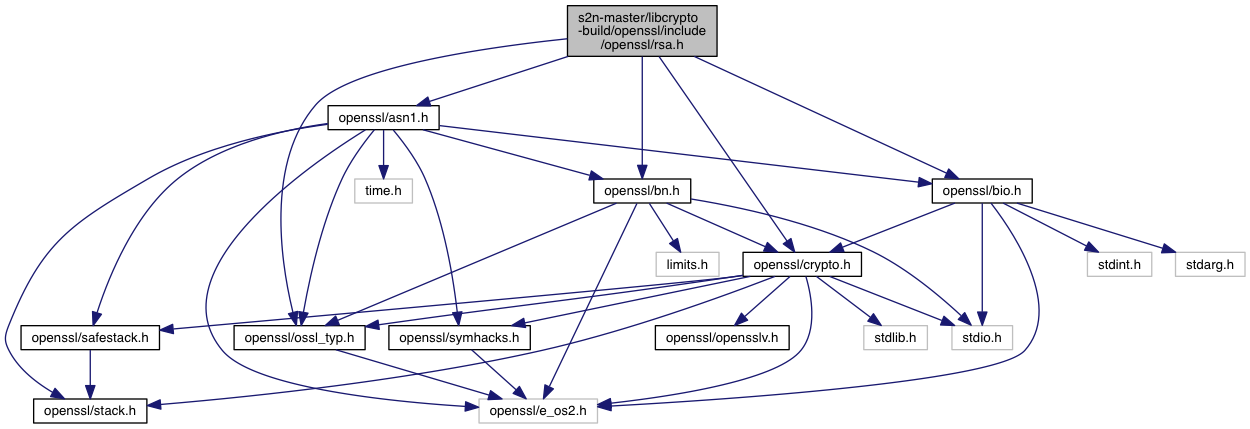 s2n-master/libcrypto
-build/openssl/include
/openssl/rsa.h
openssl/asn1.h
time.h
openssl/bn.h
openssl/bio.h
limits.h
openssl/crypto.h
stdint.h
stdarg.h
openssl/safestack.h
openssl/ossl_typ.h
openssl/symhacks.h
openssl/opensslv.h
stdlib.h
stdio.h
openssl/stack.h
openssl/e_os2.h